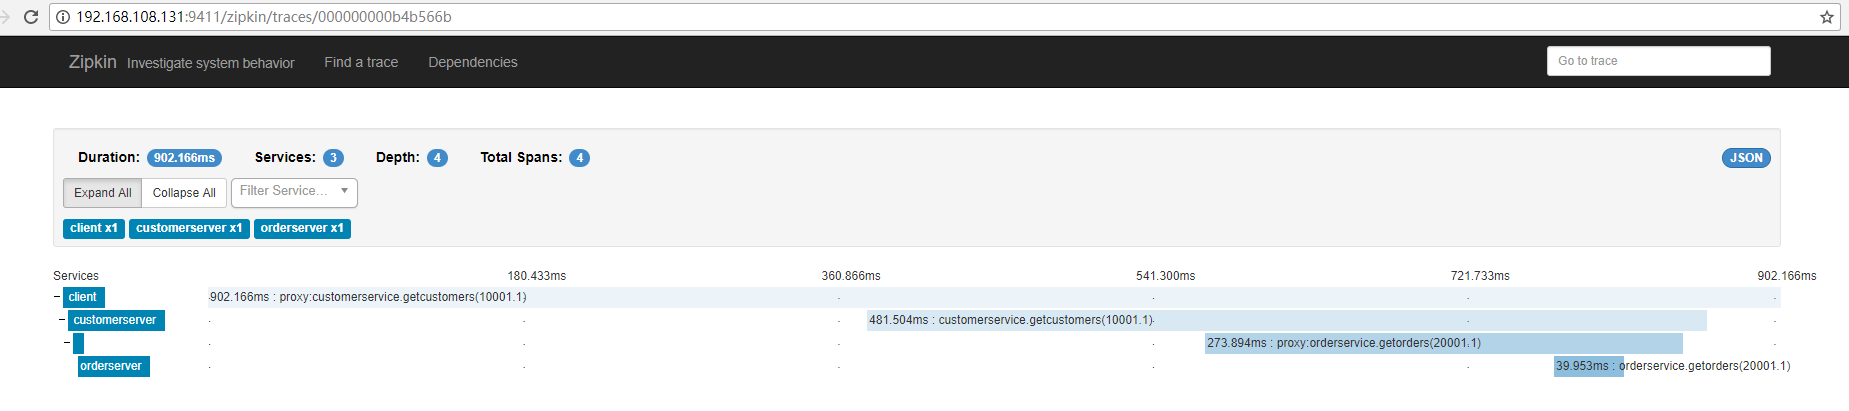 192.168.108.131:9411/zipkin/traces/000000000b4b566b
Zipkin Investigate system behavior Find a trace Dependencies Go to trace
Duration: 902.166ms Services: 3 Depth: 4 Total Spans: 4 JSON
Expand All Collapse All Filter Service...
client x1 customerserver x1 orderserver x1
Services 180.433ms 360.866ms 541.300ms 721.733ms 902.166ms
− client 902.166ms : proxy:customerservice.getcustomers(10001.1)
− customerserver 481.504ms : customerservice.getcustomers(10001.1)
− 273.894ms : proxy:orderservice.getorders(20001.1)
orderserver 39.953ms : orderservice.getorders(20001.1)